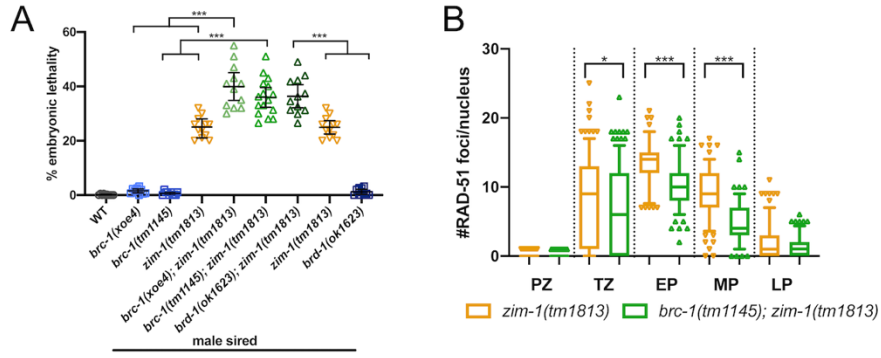 A
% embryonic lethality
60
40
20
0
***
***
***
WT
brc-1(xoe4)
brc-1(tm1145)
zim-1(tm1813)
brc-1(xoe4); zim-1(tm1813)
brc-1(tm1145); zim-1(tm1813)
brd-1(ok1623); zim-1(tm1813)
zim-1(tm1813)
brd-1(ok1623)
male sired
B
#RAD-51 foci/nucleus
30
20
10
0
*
***
***
PZ TZ EP MP LP
zim-1(tm1813) brc-1(tm1145); zim-1(tm1813)